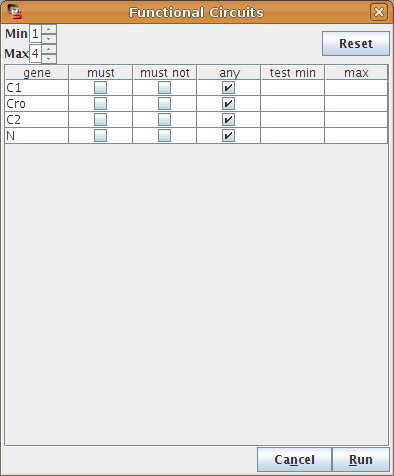 Functional Circuits
Min 1
Max 4
Reset
gene must must not any test min max
C1
Cro
C2
N
Cancel Run